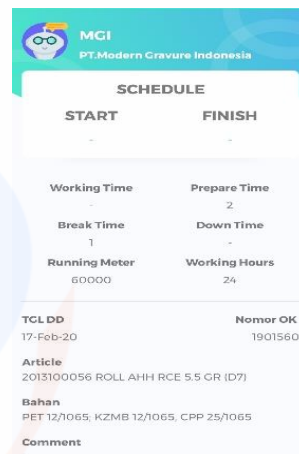 MGI
PT.Modern Gravure Indonesia
SCHEDULE
START FINISH
- -
Working Time Prepare Time
- 2
Break Time Down Time
1 -
Running Meter Working Hours
60000 24
TGL DD Nomor OK
17-Feb-20 1901560
Article
2013100056 ROLL AHH RCE 5.5 GR (D7)
Bahan
PET 12/1065; KZMB 12/1065, CPP 25/1065
Comment